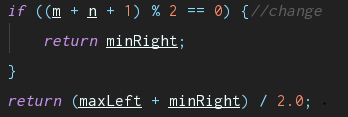 if ((m + n + 1) % 2 == 0) {//change
return minRight;
}
return (maxLeft + minRight) / 2.0;